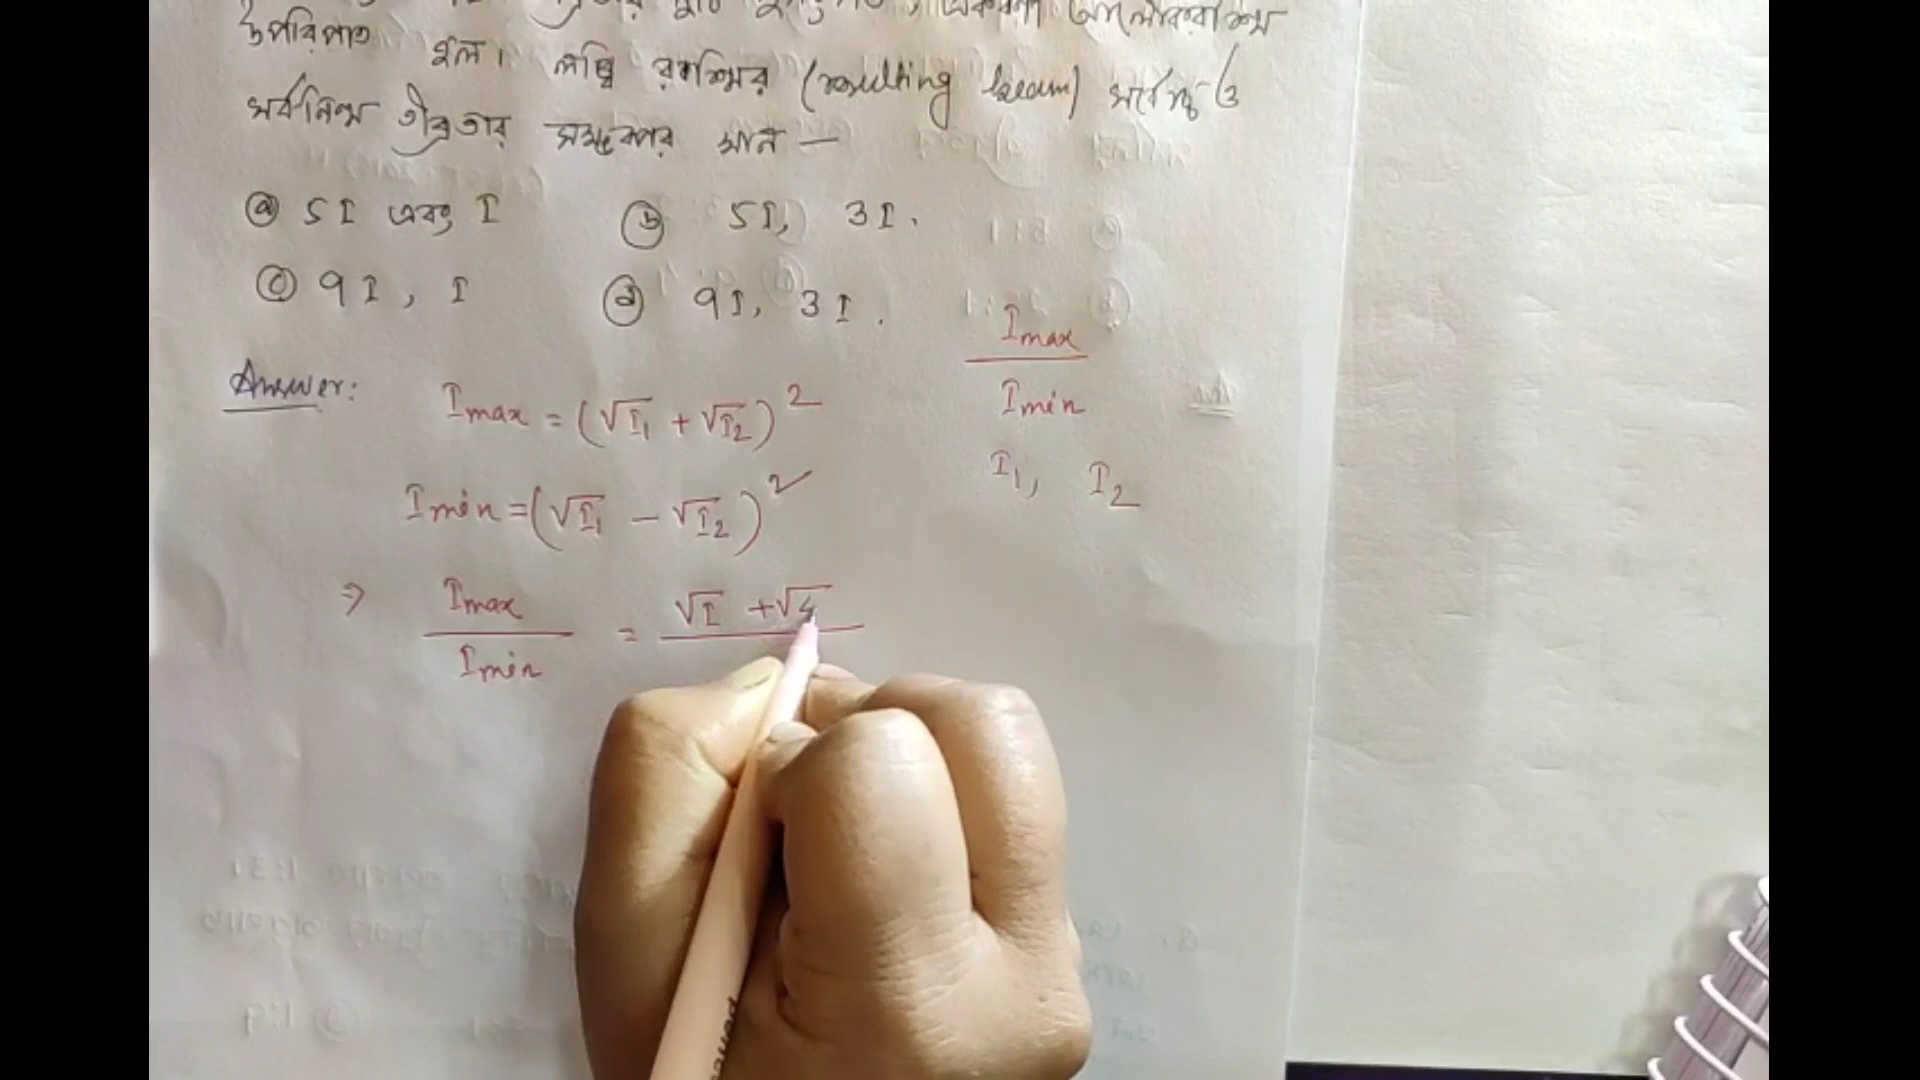 উপরিপাত হল। লব্ধি রশ্মির (resulting beam) সর্বোচ্চ ও
সর্বনিম্ন তীব্রতার সম্ভাব্য মান —
ⓐ 5I এবং I ⓑ 5I, 3I.
ⓒ 9I, I ⓓ 9I, 3I.
Answer:
Imax = (√I₁ + √I₂)²
Imin = (√I₁ − √I₂)²
⇒ Imax / Imin = √I + √4
Imax
Imin
I₁, I₂